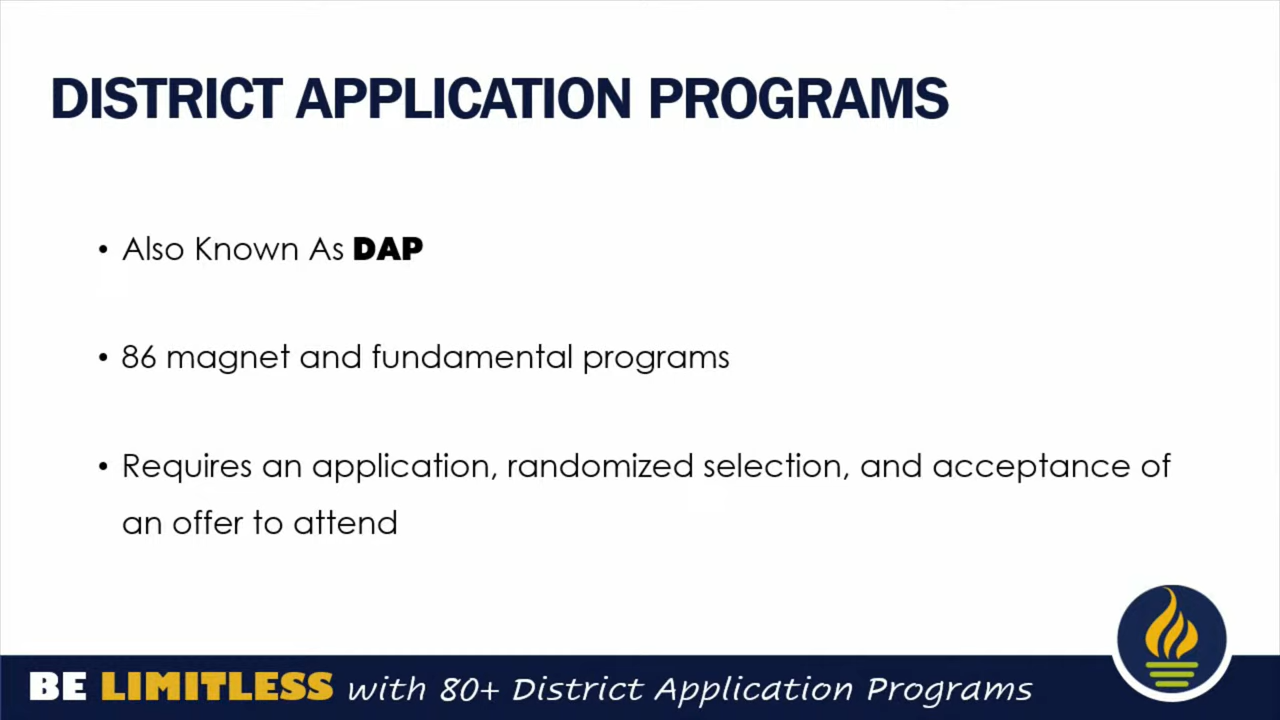 DISTRICT APPLICATION PROGRAMS
• Also Known As DAP
• 86 magnet and fundamental programs
• Requires an application, randomized selection, and acceptance of
an offer to attend
BE LIMITLESS with 80+ District Application Programs